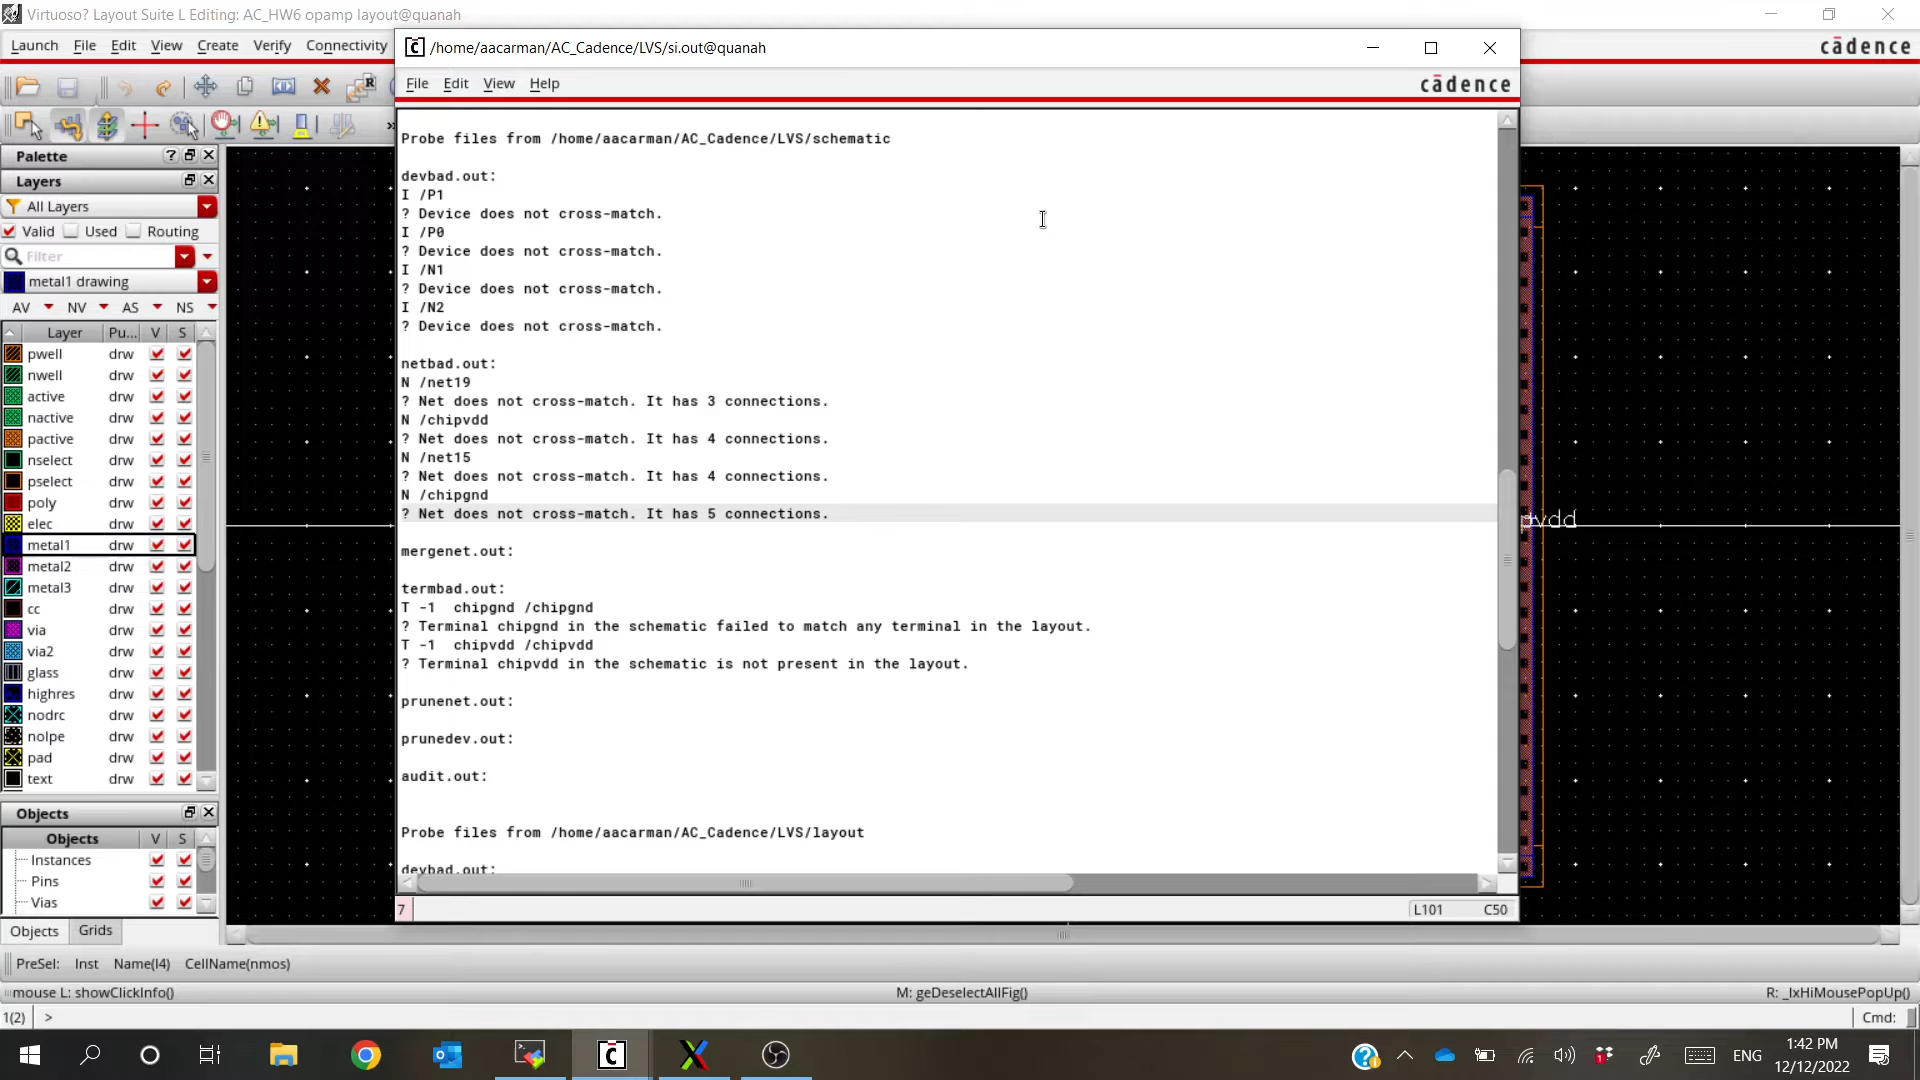 Virtuoso? Layout Suite L Editing: AC_HW6 opamp layout@quanah
Launch File Edit View Create Verify Connectivity
cādence
/home/aacarman/AC_Cadence/LVS/si.out@quanah
File Edit View Help
cādence
Palette
Layers
All Layers
Valid Used Routing
Filter
metal1 drawing
AV NV AS NS
Layer Pu... V S
pwell drw
nwell drw
active drw
nactive drw
pactive drw
nselect drw
pselect drw
poly drw
elec drw
metal1 drw
metal2 drw
metal3 drw
cc drw
via drw
via2 drw
glass drw
highres drw
nodrc drw
nolpe drw
pad drw
text drw
Objects
Objects V S
Instances
Pins
Vias
Objects Grids
Probe files from /home/aacarman/AC_Cadence/LVS/schematic
devbad.out:
I /P1
? Device does not cross-match.
I /P0
? Device does not cross-match.
I /N1
? Device does not cross-match.
I /N2
? Device does not cross-match.
netbad.out:
N /net19
? Net does not cross-match. It has 3 connections.
N /chipvdd
? Net does not cross-match. It has 4 connections.
N /net15
? Net does not cross-match. It has 4 connections.
N /chipgnd
? Net does not cross-match. It has 5 connections.
mergenet.out:
termbad.out:
T -1 chipgnd /chipgnd
? Terminal chipgnd in the schematic failed to match any terminal in the layout.
T -1 chipvdd /chipvdd
? Terminal chipvdd in the schematic is not present in the layout.
prunenet.out:
prunedev.out:
audit.out:
Probe files from /home/aacarman/AC_Cadence/LVS/layout
devbad.out:
7 L101 C50
PreSel: Inst Name(I4) CellName(nmos)
mouse L: showClickInfo() M: geDeselectAllFig() R: _lxHiMousePopUp()
1(2) > Cmd:
ENG
1:42 PM
12/12/2022